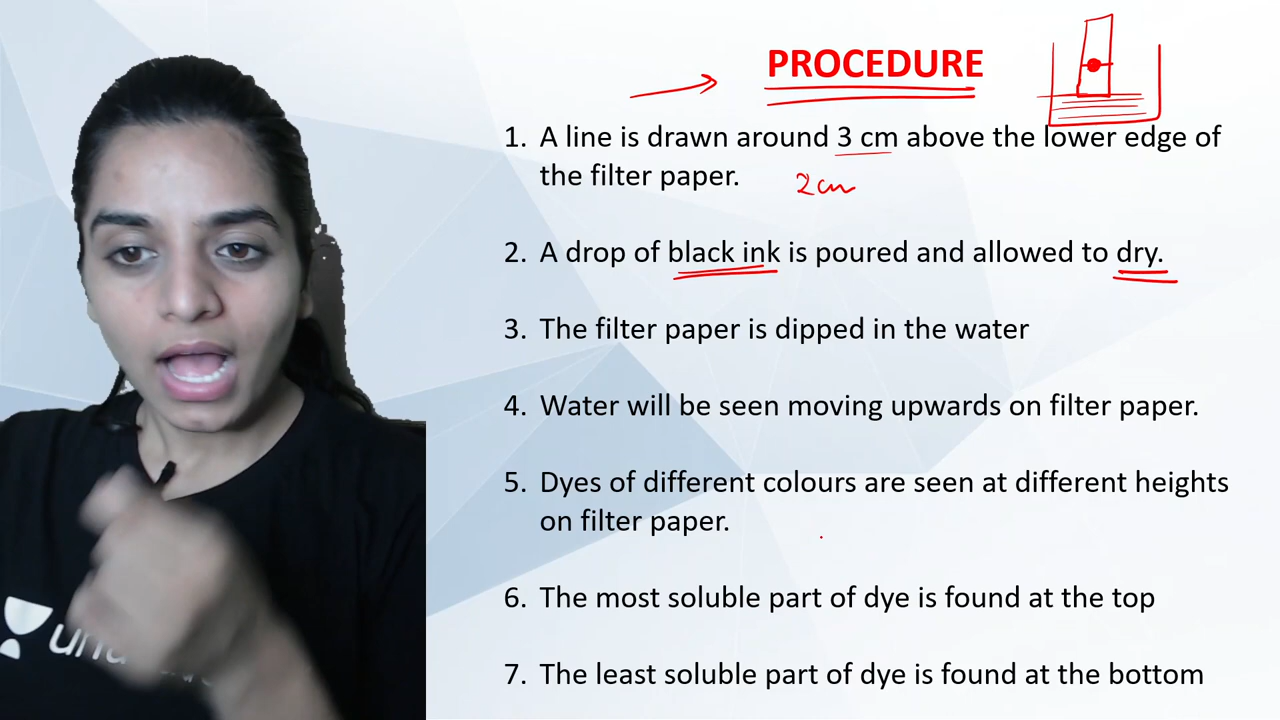 PROCEDURE
1. A line is drawn around 3 cm above the lower edge of
the filter paper.
2cm
2. A drop of black ink is poured and allowed to dry.
3. The filter paper is dipped in the water
4. Water will be seen moving upwards on filter paper.
5. Dyes of different colours are seen at different heights
on filter paper.
6. The most soluble part of dye is found at the top
7. The least soluble part of dye is found at the bottom